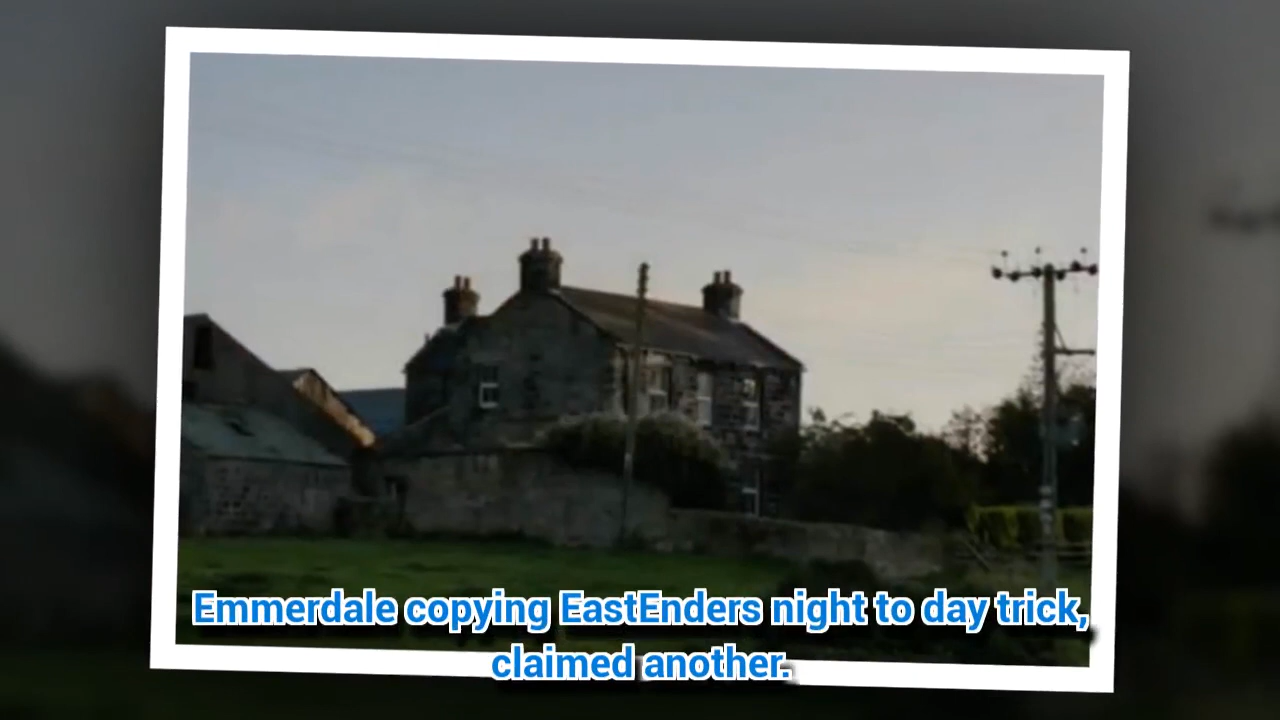 Emmerdale copying EastEnders night to day trick,
claimed another.